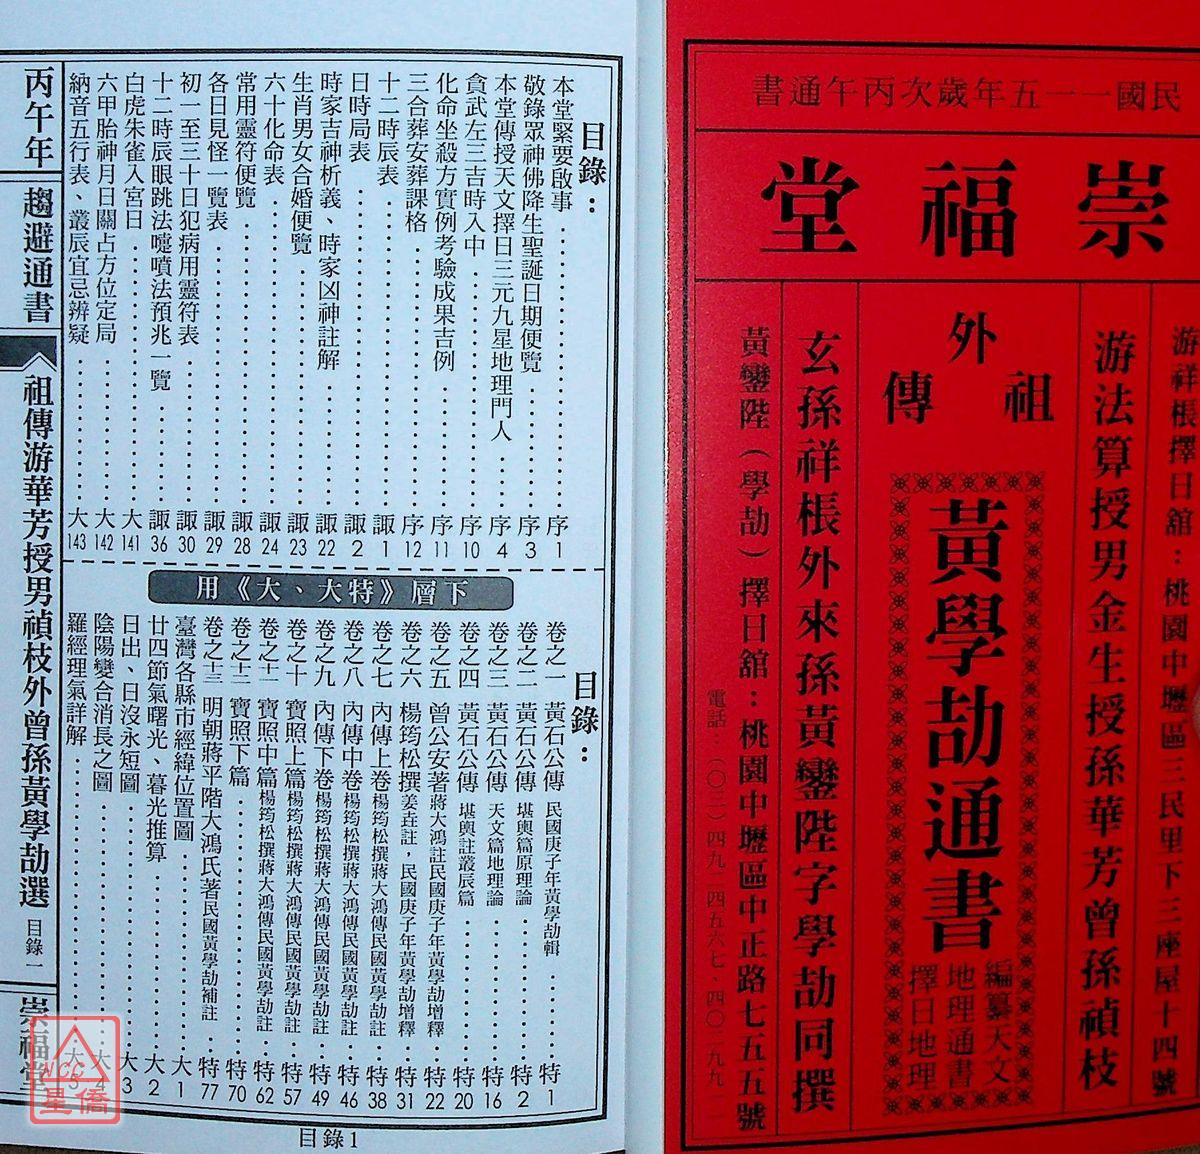 民國一一五年歲次丙午通書
崇福堂
游祥棖擇日舘：桃園中壢區三民里下三座屋十四號
游法算授男金生授孫華芳曾孫禎枝
祖
外
傳
黃學劼通書
編纂天文
地理通書
擇日地理
玄孫祥棖外來孫黃鑾陛字學劼同撰
黃鑾陛（學劼）擇日舘：桃園中壢區中正路七五五號
電話：（〇三）四九一四五六七、四〇二九九一二
目錄：
本堂緊要啟事 序1
敬錄眾神佛降生聖誕日期便覽 序3
本堂傳授天文擇日三元九星地理門人 序4
貪武左三吉時入中 序10
化命坐殺方實例考驗成果吉例 序11
三合葬安葬課格 序12
十二時辰表 諏1
日時局表 諏2
時家吉神析義、時家凶神註解 諏22
生肖男女合婚便覽 諏23
六十化命表 諏24
常用靈符便覽 諏28
各日見怪一覽表 諏29
初一至三十日犯病用靈符表 諏30
十二時辰眼跳法噯噴法預兆一覽 諏36
白虎朱雀入宮日 大141
六甲胎神月日關占方位定局 大142
納音五行表、叢辰宜忌辨疑 大143
下層《特大、大》用
目錄：
卷之一 黃石公傳 民國庚子年黃學劼輯 特1
卷之二 黃石公傳 堪輿篇原理論 特2
卷之三 黃石公傳 天文篇地理論 特16
卷之四 黃石公傳 堪輿註叢辰篇 特20
卷之五 曾公安著蔣大鴻註民國庚子年黃學劼增釋 特22
卷之六 楊筠松撰姜垚註，民國庚子年黃學劼增釋 特31
卷之七 內傳上卷楊筠松撰蔣大鴻傳民國黃學劼註 特38
卷之八 內傳中卷楊筠松撰蔣大鴻傳民國黃學劼註 特46
卷之九 內傳下卷楊筠松撰蔣大鴻傳民國黃學劼註 特49
卷之十 寶照上篇楊筠松撰蔣大鴻傳民國黃學劼註 特57
卷之十一 寶照中篇楊筠松撰蔣大鴻傳民國黃學劼註 特62
卷之十二 寶照下篇 特70
卷之十三 明朝蔣平階大鴻氏著民國黃學劼補註 特77
臺灣各縣市經緯位置圖 大1
廿四節氣曙光、暮光推算 大2
日出、日沒永短圖 大3
陰陽變合消長之圖 大4
羅經理氣詳解 大5
丙午年
趨避通書
祖傳游華芳授男禎枝外曾孫黃學劼選
目錄一
崇福堂
目錄1
NCC
星僑